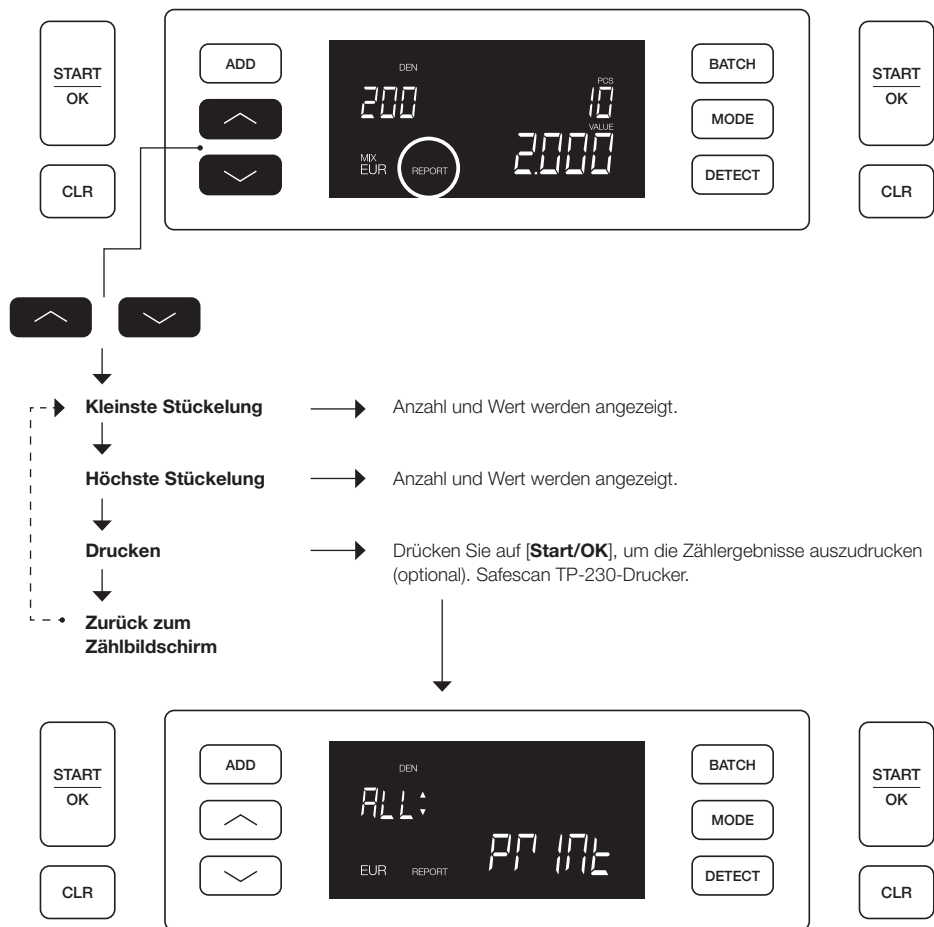 START
OK
CLR
ADD
DEN
200
PCS
10
VALUE
2.000
MIX
EUR
REPORT
BATCH
MODE
DETECT
START
OK
CLR
Kleinste Stückelung
Anzahl und Wert werden angezeigt.
Höchste Stückelung
Anzahl und Wert werden angezeigt.
Drucken
Drücken Sie auf [Start/OK], um die Zählergebnisse auszudrucken
(optional). Safescan TP-230-Drucker.
Zurück zum
Zählbildschirm
START
OK
CLR
ADD
DEN
ALL:
PrInt
EUR REPORT
BATCH
MODE
DETECT
START
OK
CLR